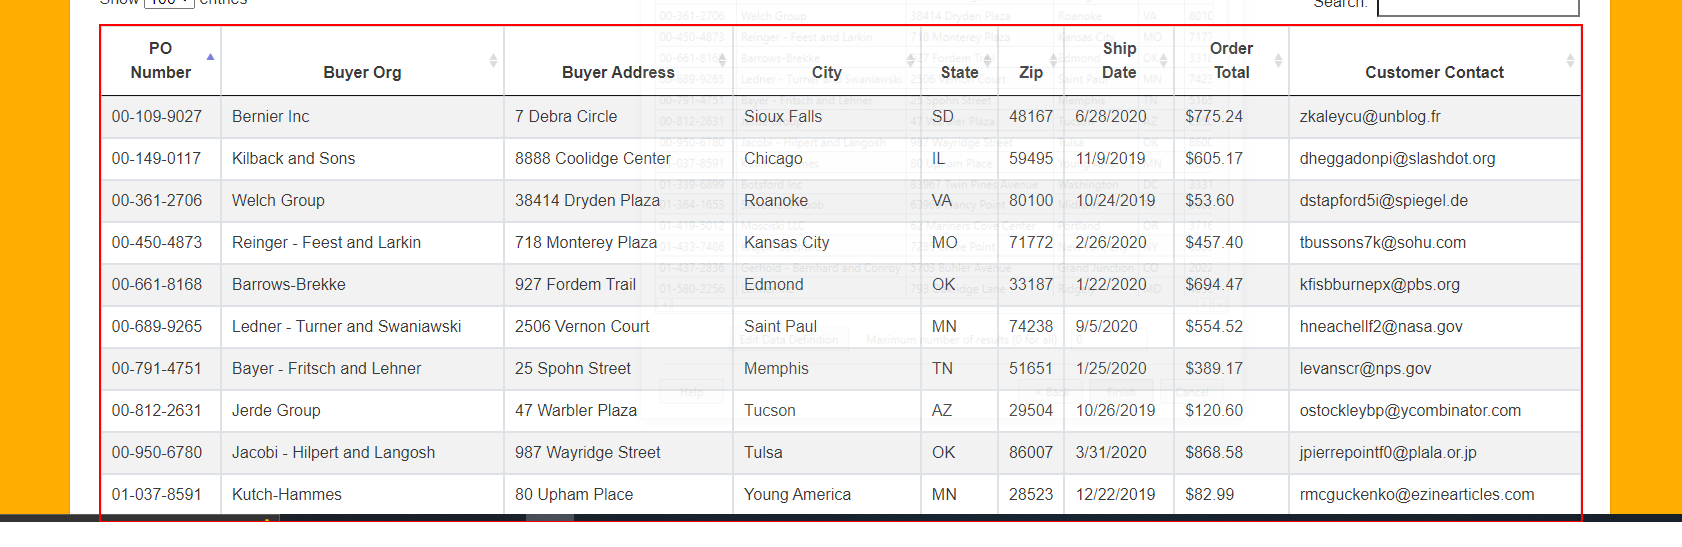 Show 100 entries
Search:
PO Number Buyer Org Buyer Address City State Zip Ship Date Order Total Customer Contact
00-109-9027 Bernier Inc 7 Debra Circle Sioux Falls SD 48167 6/28/2020 $775.24 zkaleycu@unblog.fr
00-149-0117 Kilback and Sons 8888 Coolidge Center Chicago IL 59495 11/9/2019 $605.17 dheggadonpi@slashdot.org
00-361-2706 Welch Group 38414 Dryden Plaza Roanoke VA 80100 10/24/2019 $53.60 dstapford5i@spiegel.de
00-450-4873 Reinger - Feest and Larkin 718 Monterey Plaza Kansas City MO 71772 2/26/2020 $457.40 tbussons7k@sohu.com
00-661-8168 Barrows-Brekke 927 Fordem Trail Edmond OK 33187 1/22/2020 $694.47 kfisbburnepx@pbs.org
00-689-9265 Ledner - Turner and Swaniawski 2506 Vernon Court Saint Paul MN 74238 9/5/2020 $554.52 hneachellf2@nasa.gov
00-791-4751 Bayer - Fritsch and Lehner 25 Spohn Street Memphis TN 51651 1/25/2020 $389.17 levanscr@nps.gov
00-812-2631 Jerde Group 47 Warbler Plaza Tucson AZ 29504 10/26/2019 $120.60 ostockleybp@ycombinator.com
00-950-6780 Jacobi - Hilpert and Langosh 987 Wayridge Street Tulsa OK 86007 3/31/2020 $868.58 jpierrepointf0@plala.or.jp
01-037-8591 Kutch-Hammes 80 Upham Place Young America MN 28523 12/22/2019 $82.99 rmcguckenko@ezinearticles.com